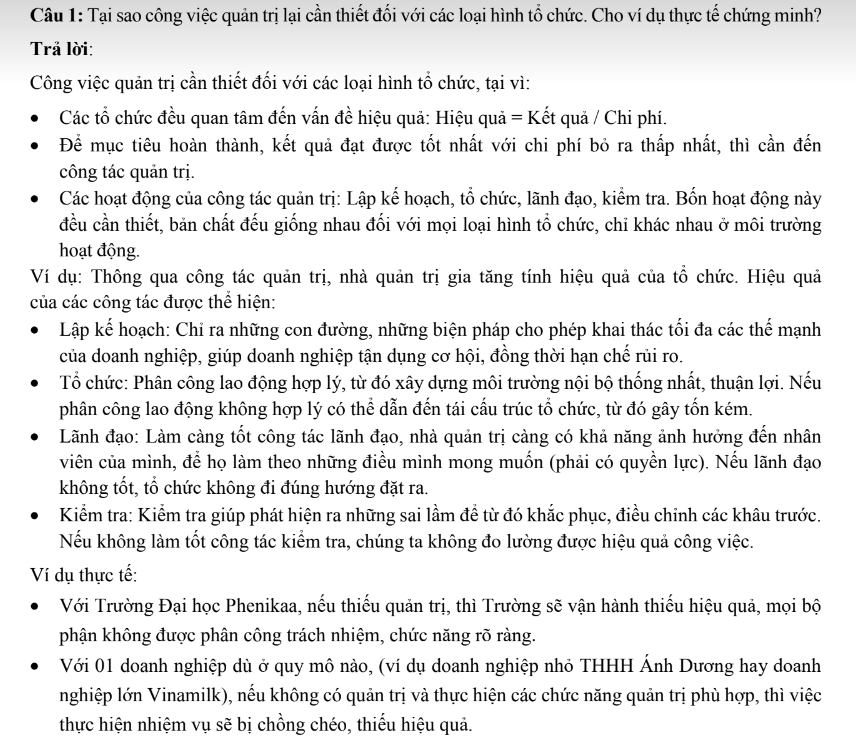 Câu 1: Tại sao công việc quản trị lại cần thiết đối với các loại hình tổ chức. Cho ví dụ thực tế chứng minh?
Trả lời:
Công việc quản trị cần thiết đối với các loại hình tổ chức, tại vì:
• Các tổ chức đều quan tâm đến vấn đề hiệu quả: Hiệu quả = Kết quả / Chi phí.
• Để mục tiêu hoàn thành, kết quả đạt được tốt nhất với chi phí bỏ ra thấp nhất, thì cần đến
công tác quản trị.
• Các hoạt động của công tác quản trị: Lập kế hoạch, tổ chức, lãnh đạo, kiểm tra. Bốn hoạt động này
đều cần thiết, bản chất đếu giống nhau đối với mọi loại hình tổ chức, chỉ khác nhau ở môi trường
hoạt động.
Ví dụ: Thông qua công tác quản trị, nhà quản trị gia tăng tính hiệu quả của tổ chức. Hiệu quả
của các công tác được thể hiện:
• Lập kế hoạch: Chỉ ra những con đường, những biện pháp cho phép khai thác tối đa các thế mạnh
của doanh nghiệp, giúp doanh nghiệp tận dụng cơ hội, đồng thời hạn chế rủi ro.
• Tổ chức: Phân công lao động hợp lý, từ đó xây dựng môi trường nội bộ thống nhất, thuận lợi. Nếu
phân công lao động không hợp lý có thể dẫn đến tái cấu trúc tổ chức, từ đó gây tốn kém.
• Lãnh đạo: Làm càng tốt công tác lãnh đạo, nhà quản trị càng có khả năng ảnh hưởng đến nhân
viên của mình, để họ làm theo những điều mình mong muốn (phải có quyền lực). Nếu lãnh đạo
không tốt, tổ chức không đi đúng hướng đặt ra.
• Kiểm tra: Kiểm tra giúp phát hiện ra những sai lầm để từ đó khắc phục, điều chỉnh các khâu trước.
Nếu không làm tốt công tác kiểm tra, chúng ta không đo lường được hiệu quả công việc.
Ví dụ thực tế:
• Với Trường Đại học Phenikaa, nếu thiếu quản trị, thì Trường sẽ vận hành thiếu hiệu quả, mọi bộ
phận không được phân công trách nhiệm, chức năng rõ ràng.
• Với 01 doanh nghiệp dù ở quy mô nào, (ví dụ doanh nghiệp nhỏ THHH Ánh Dương hay doanh
nghiệp lớn Vinamilk), nếu không có quản trị và thực hiện các chức năng quản trị phù hợp, thì việc
thực hiện nhiệm vụ sẽ bị chồng chéo, thiếu hiệu quả.